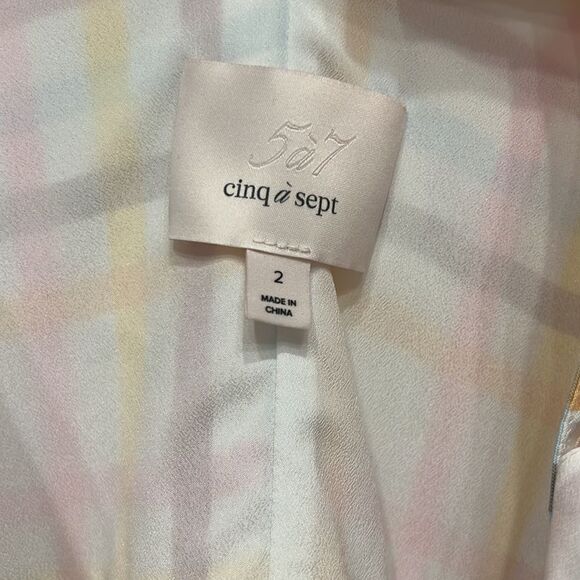 5à7
cinq à sept
2
MADE IN
CHINA